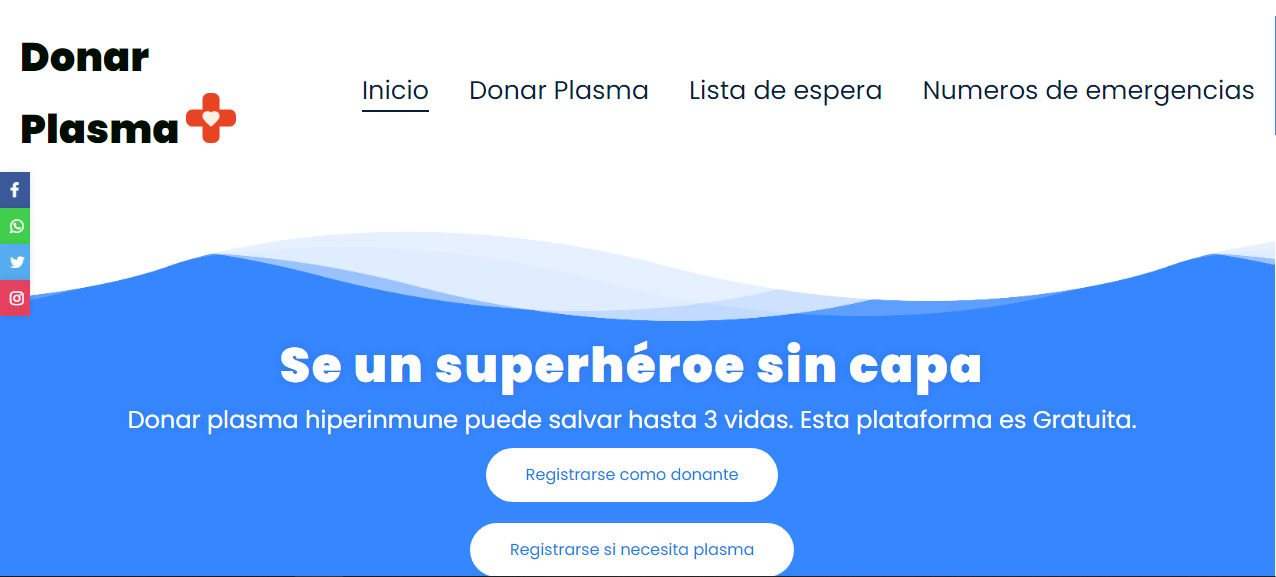 Donar
Plasma
Inicio Donar Plasma Lista de espera Numeros de emergencias
Se un superhéroe sin capa
Donar plasma hiperinmune puede salvar hasta 3 vidas. Esta plataforma es Gratuita.
Registrarse como donante
Registrarse si necesita plasma